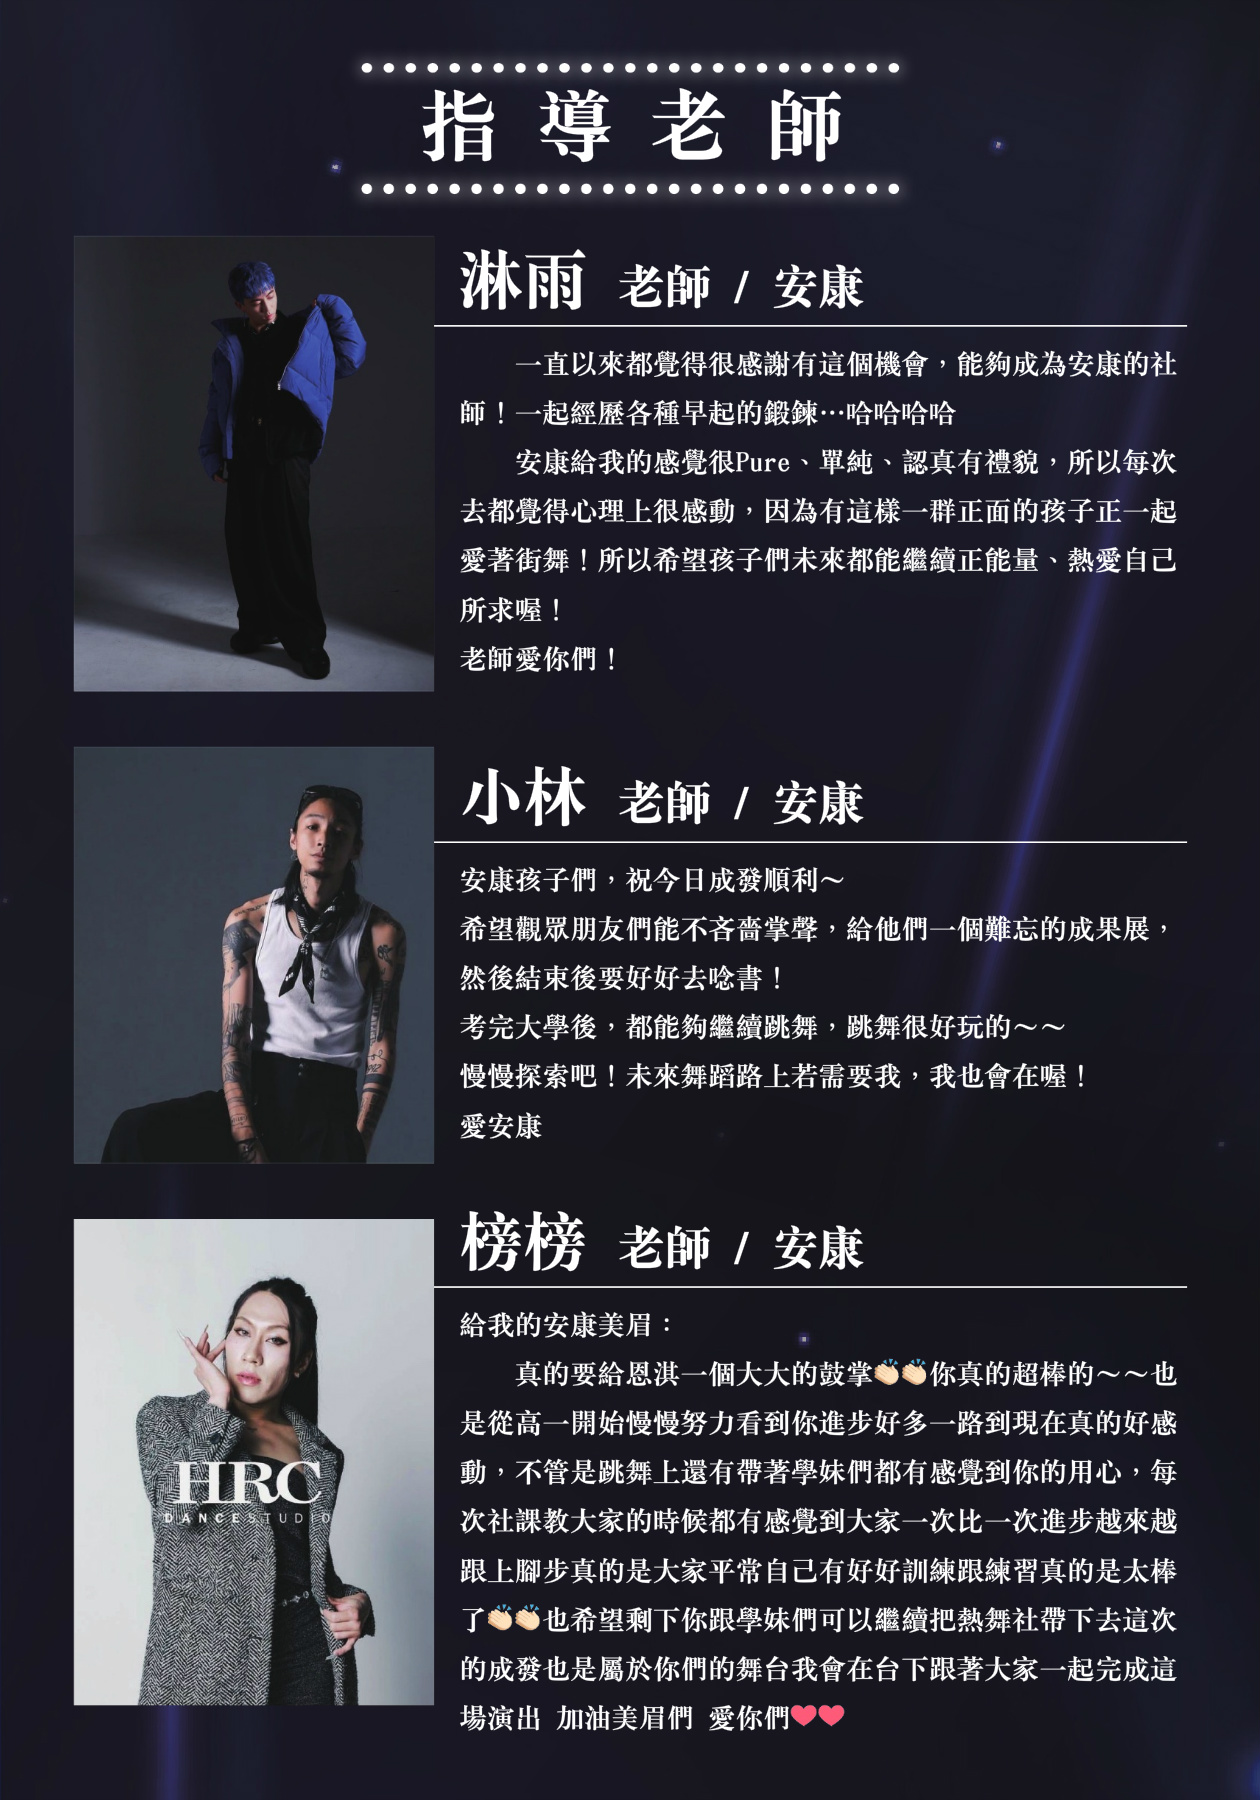 指導老師
淋雨 老師 / 安康
一直以來都覺得很感謝有這個機會，能夠成為安康的社
師！一起經歷各種早起的鍛鍊⋯哈哈哈哈
安康給我的感覺很Pure、單純、認真有禮貌，所以每次
去都覺得心理上很感動，因為有這樣一群正面的孩子正一起
愛著街舞！所以希望孩子們未來都能繼續正能量、熱愛自己
所求喔！
老師愛你們！
小林 老師 / 安康
安康孩子們，祝今日成發順利～
希望觀眾朋友們能不吝嗇掌聲，給他們一個難忘的成果展，
然後結束後要好好去唸書！
考完大學後，都能夠繼續跳舞，跳舞很好玩的～～
慢慢探索吧！未來舞蹈路上若需要我，我也會在喔！
愛安康
榜榜 老師 / 安康
給我的安康美眉：
真的要給恩淇一個大大的鼓掌👏🏻👏🏻你真的超棒的～～也
是從高一開始慢慢努力看到你進步好多一路到現在真的好感
動，不管是跳舞上還有帶著學妹們都有感覺到你的用心，每
次社課教大家的時候都有感覺到大家一次比一次進步越來越
跟上腳步真的是大家平常自己有好好訓練跟練習真的是太棒
了👏🏻👏🏻也希望剩下你跟學妹們可以繼續把熱舞社帶下去這次
的成發也是屬於你們的舞台我會在台下跟著大家一起完成這
場演出 加油美眉們 愛你們❤️❤️
HRC
DANCESTUDIO